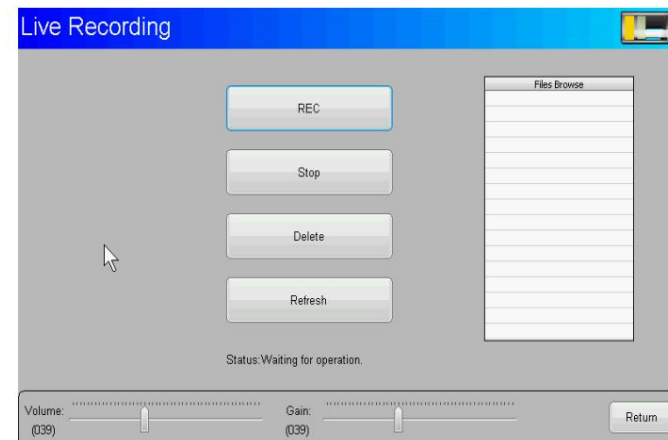 Live Recording
Files Browse
REC
Stop
Delete
Refresh
Status:Waiting for operation.
Volume:
(039)
Gain:
(039)
Return